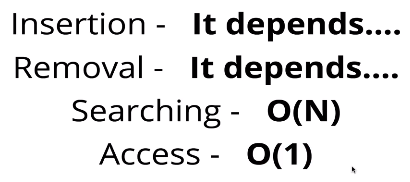 Insertion - It depends....
Removal - It depends....
Searching - O(N)
Access - O(1)